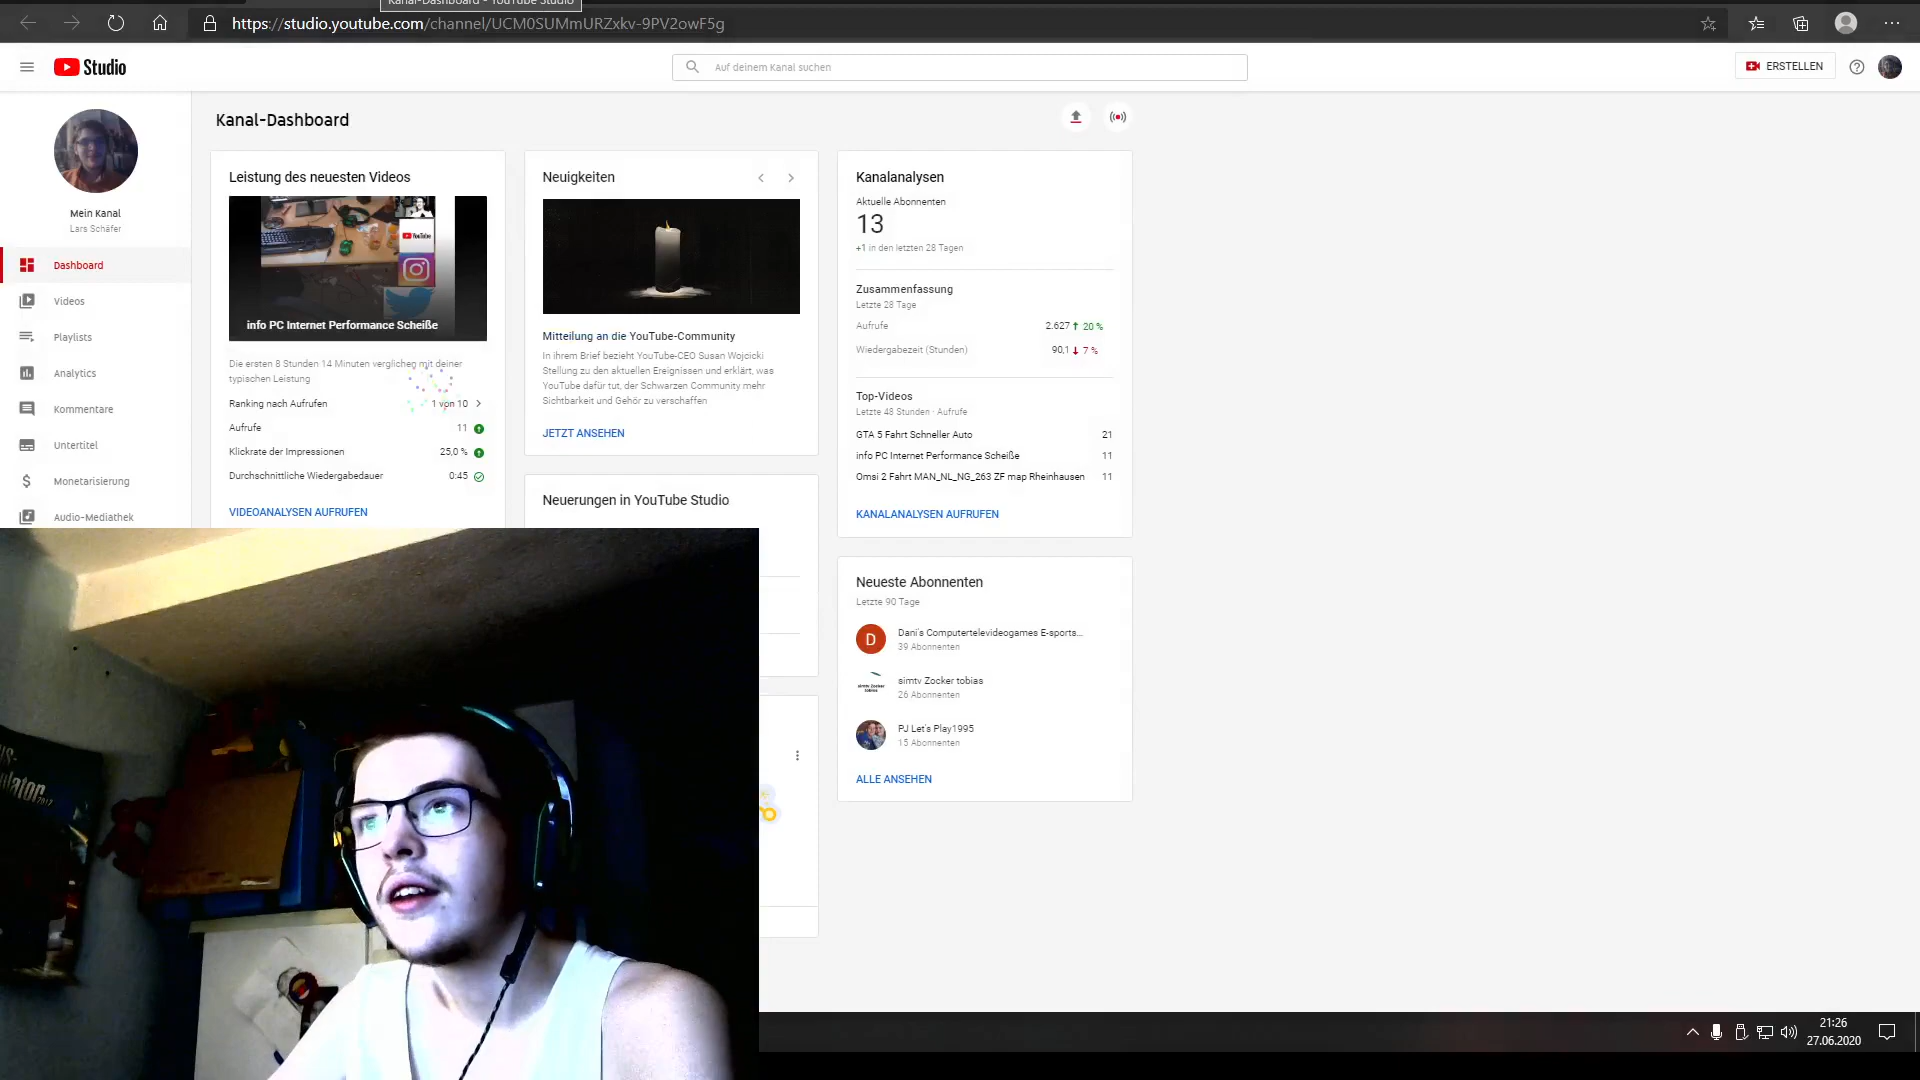 Kanal-Dashboard - YouTube Studio
https://studio.youtube.com/channel/UCM0SUMmURZxkv-9PV2owF5g
Studio
Auf deinem Kanal suchen
ERSTELLEN
Mein Kanal
Lars Schäfer
Dashboard
Videos
Playlists
Analytics
Kommentare
Untertitel
Monetarisierung
Audio-Mediathek
Kanal-Dashboard
Leistung des neuesten Videos
YouTube
info PC Internet Performance Scheiße
Die ersten 8 Stunden 14 Minuten verglichen mit deiner
typischen Leistung
Ranking nach Aufrufen 1 von 10
Aufrufe 11
Klickrate der Impressionen 25,0 %
Durchschnittliche Wiedergabedauer 0:45
VIDEOANALYSEN AUFRUFEN
Neuigkeiten
Mitteilung an die YouTube-Community
In ihrem Brief bezieht YouTube-CEO Susan Wojcicki
Stellung zu den aktuellen Ereignissen und erklärt, was
YouTube dafür tut, der Schwarzen Community mehr
Sichtbarkeit und Gehör zu verschaffen
JETZT ANSEHEN
Neuerungen in YouTube Studio
Kanalanalysen
Aktuelle Abonnenten
13
+1 in den letzten 28 Tagen
Zusammenfassung
Letzte 28 Tage
Aufrufe 2.627 20 %
Wiedergabezeit (Stunden) 90,1 7 %
Top-Videos
Letzte 48 Stunden · Aufrufe
GTA 5 Fahrt Schneller Auto 21
info PC Internet Performance Scheiße 11
Omsi 2 Fahrt MAN_NL_NG_263 ZF map Rheinhausen 11
KANALANALYSEN AUFRUFEN
Neueste Abonnenten
Letzte 90 Tage
D
Dani's Computertelevideogames E-sports...
39 Abonnenten
simtv Zocker tobias
26 Abonnenten
PJ Let's Play1995
15 Abonnenten
ALLE ANSEHEN
21:26
27.06.2020